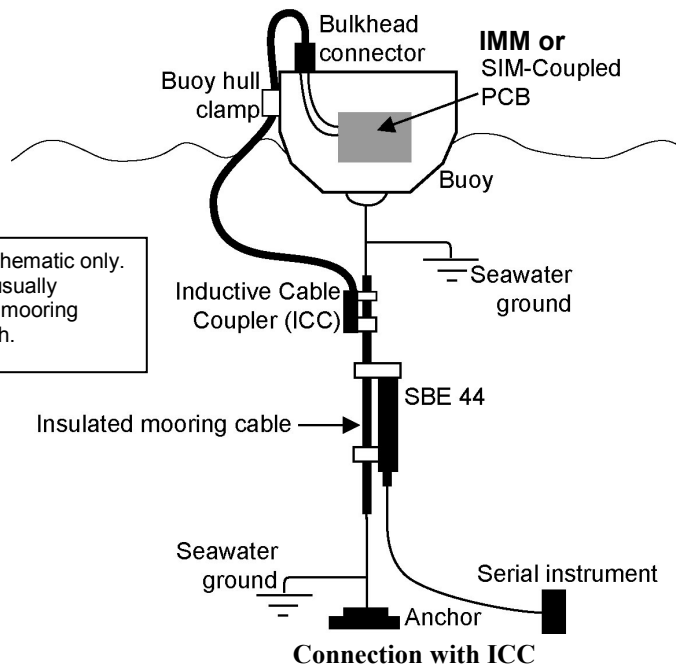 Bulkhead
connector
IMM or
SIM-Coupled
PCB
Buoy hull
clamp
Buoy
hematic only.
usually
mooring
h.
Seawater
ground
Inductive Cable
Coupler (ICC)
SBE 44
Insulated mooring cable
Seawater
ground
Serial instrument
Anchor
Connection with ICC